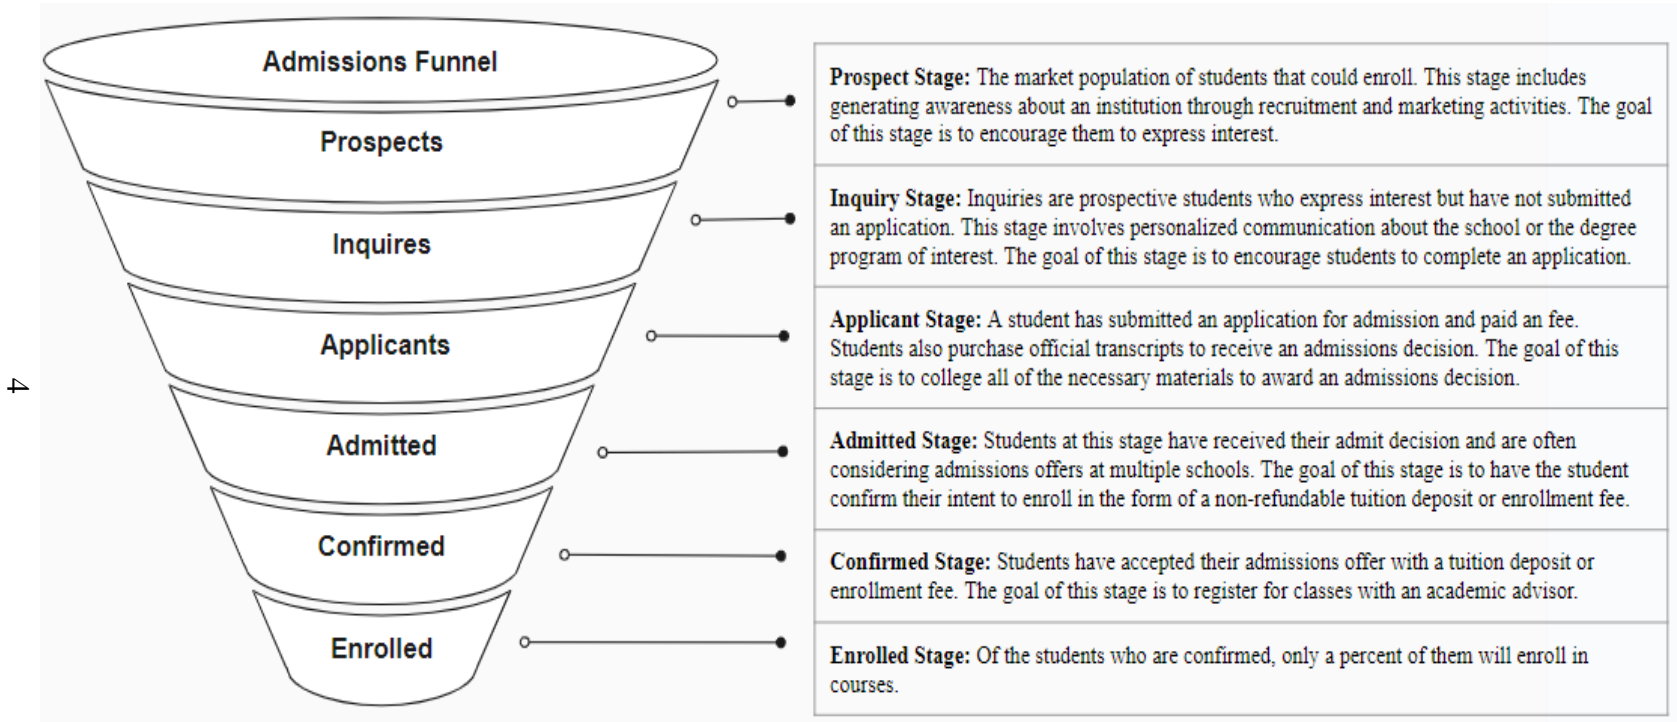 Admissions Funnel
Prospects
Inquires
Applicants
Admitted
Confirmed
Enrolled
Prospect Stage: The market population of students that could enroll. This stage includes
generating awareness about an institution through recruitment and marketing activities. The goal
of this stage is to encourage them to express interest.
Inquiry Stage: Inquiries are prospective students who express interest but have not submitted
an application. This stage involves personalized communication about the school or the degree
program of interest. The goal of this stage is to encourage students to complete an application.
Applicant Stage: A student has submitted an application for admission and paid an fee.
Students also purchase official transcripts to receive an admissions decision. The goal of this
stage is to college all of the necessary materials to award an admissions decision.
Admitted Stage: Students at this stage have received their admit decision and are often
considering admissions offers at multiple schools. The goal of this stage is to have the student
confirm their intent to enroll in the form of a non-refundable tuition deposit or enrollment fee.
Confirmed Stage: Students have accepted their admissions offer with a tuition deposit or
enrollment fee. The goal of this stage is to register for classes with an academic advisor.
Enrolled Stage: Of the students who are confirmed, only a percent of them will enroll in
courses.
4